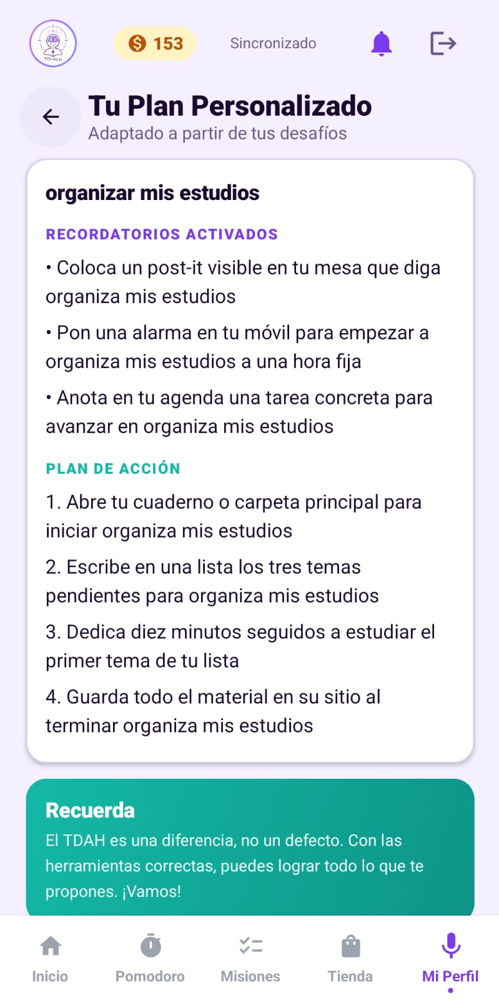 TD-App
153
Sincronizado
Tu Plan Personalizado
Adaptado a partir de tus desafíos
organizar mis estudios
RECORDATORIOS ACTIVADOS
• Coloca un post-it visible en tu mesa que diga
organiza mis estudios
• Pon una alarma en tu móvil para empezar a
organiza mis estudios a una hora fija
• Anota en tu agenda una tarea concreta para
avanzar en organiza mis estudios
PLAN DE ACCIÓN
1. Abre tu cuaderno o carpeta principal para
iniciar organiza mis estudios
2. Escribe en una lista los tres temas
pendientes para organiza mis estudios
3. Dedica diez minutos seguidos a estudiar el
primer tema de tu lista
4. Guarda todo el material en su sitio al
terminar organiza mis estudios
Recuerda
El TDAH es una diferencia, no un defecto. Con las
herramientas correctas, puedes lograr todo lo que te
propones. ¡Vamos!
Inicio
Pomodoro
Misiones
Tienda
Mi Perfil